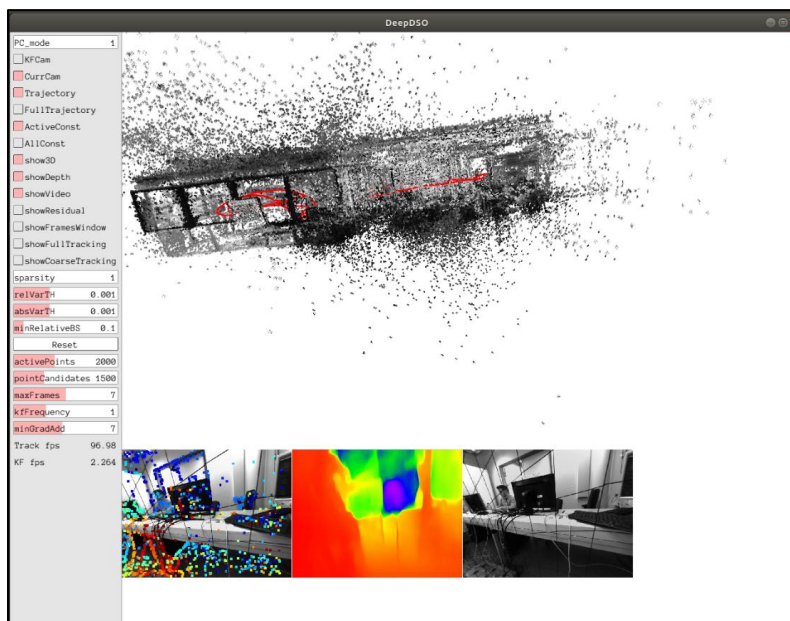 DeepDSO
PC_mode 1
KFCam
CurrCam
Trajectory
FullTrajectory
ActiveConst
AllConst
show3D
showDepth
showVideo
showResidual
showFramesWindow
showFullTracking
showCoarseTracking
sparsity 1
relVarTH 0.001
absVarTH 0.001
minRelativeBS 0.1
Reset
activePoints 2000
pointCandidates 1500
maxFrames 7
kfFrequency 1
minGradAdd 7
Track fps 96.98
KF fps 2.264